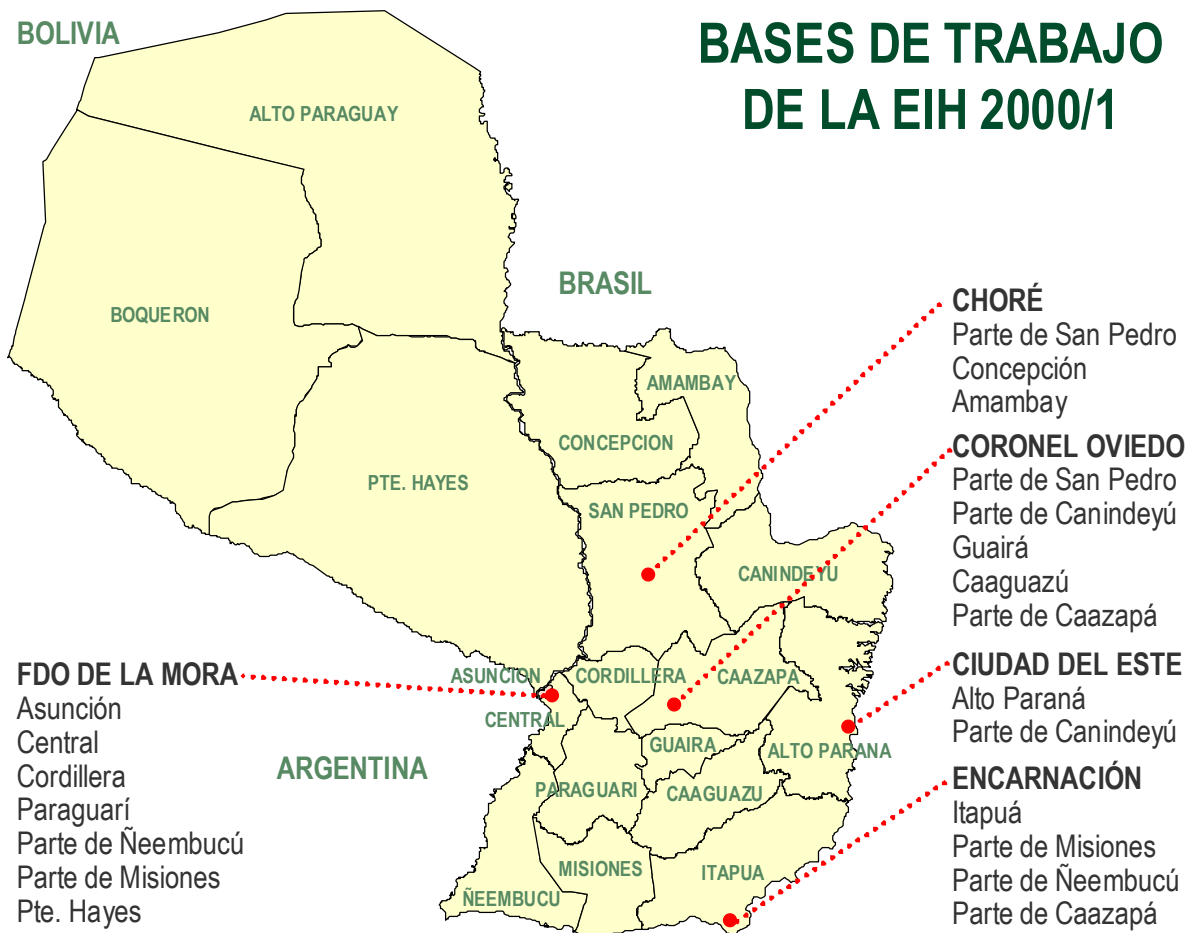 BOLIVIA
BASES DE TRABAJO
DE LA EIH 2000/1
ALTO PARAGUAY
BRASIL
BOQUERON
AMAMBAY
CONCEPCION
PTE. HAYES
SAN PEDRO
CANINDEYU
ASUNCION
CORDILLERA
CAAZAPA
CENTRAL
GUAIRA
ALTO PARANA
ARGENTINA
PARAGUARI
CAAGUAZU
MISIONES
ITAPUA
ÑEEMBUCU
CHORÉ
Parte de San Pedro
Concepción
Amambay
CORONEL OVIEDO
Parte de San Pedro
Parte de Canindeyú
Guairá
Caaguazú
Parte de Caazapá
CIUDAD DEL ESTE
Alto Paraná
Parte de Canindeyú
ENCARNACIÓN
Itapuá
Parte de Misiones
Parte de Ñeembucú
Parte de Caazapá
FDO DE LA MORA
Asunción
Central
Cordillera
Paraguarí
Parte de Ñeembucú
Parte de Misiones
Pte. Hayes